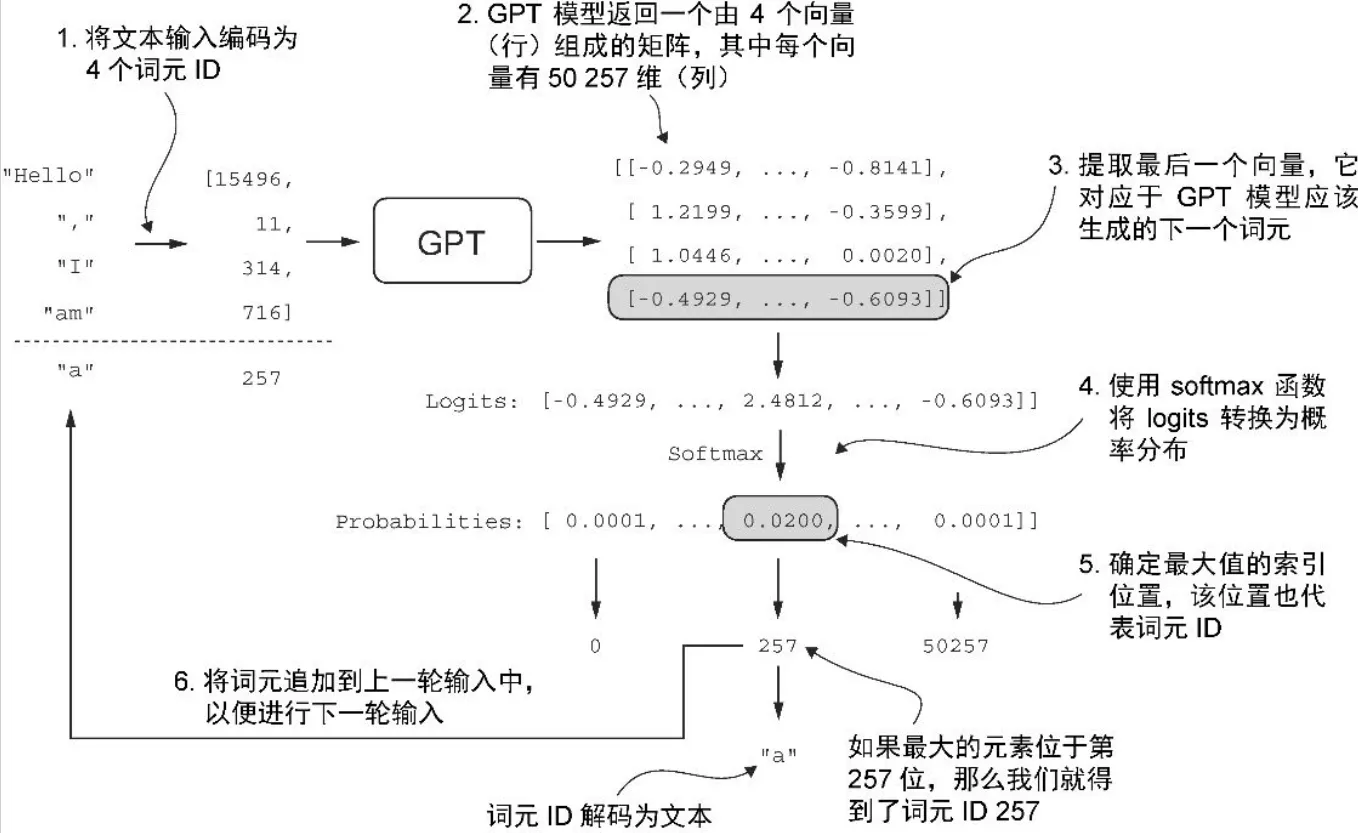 1. 将文本输入编码为
4 个词元 ID
2. GPT 模型返回一个由 4 个向量
（行）组成的矩阵，其中每个向
量有 50 257 维（列）
"Hello" [15496,
"," 11,
"I" 314,
"am" 716]
"a" 257
GPT
[[-0.2949, ..., -0.8141],
[ 1.2199, ..., -0.3599],
[ 1.0446, ..., 0.0020],
[-0.4929, ..., -0.6093]]
3. 提取最后一个向量，它
对应于 GPT 模型应该
生成的下一个词元
Logits: [-0.4929, ..., 2.4812, ..., -0.6093]]
4. 使用 softmax 函数
将 logits 转换为概
率分布
Softmax
Probabilities: [ 0.0001, ..., 0.0200, ..., 0.0001]]
5. 确定最大值的索引
位置，该位置也代
表词元 ID
0 257 50257
6. 将词元追加到上一轮输入中，
以便进行下一轮输入
"a"
如果最大的元素位于第
257 位，那么我们就得
到了词元 ID 257
词元 ID 解码为文本